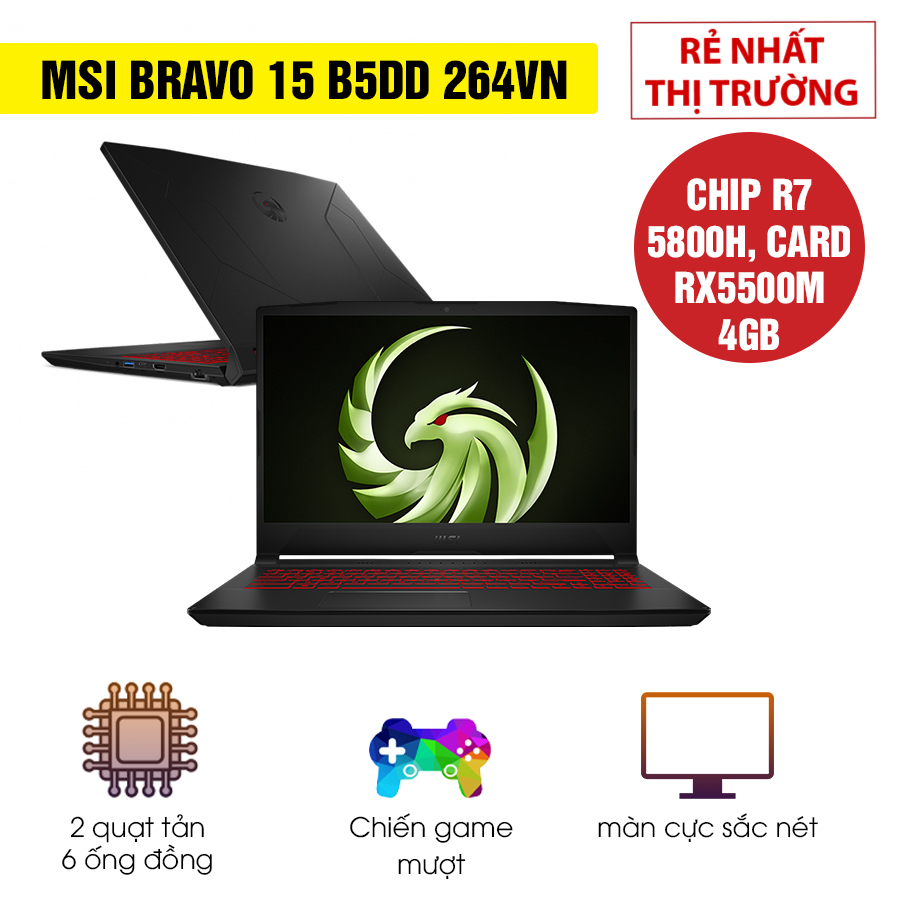 MSI BRAVO 15 B5DD 264VN
RẺ NHẤT
THỊ TRƯỜNG
CHIP R7
5800H, CARD
RX5500M
4GB
msi
2 quạt tản
6 ống đồng
Chiến game
mượt
màn cực sắc nét